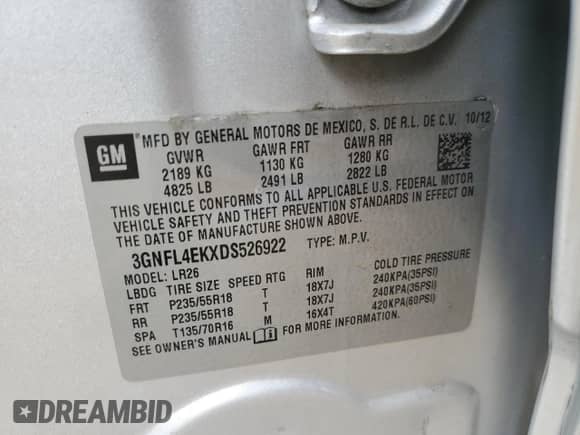 GM
MFD BY GENERAL MOTORS DE MEXICO, S. DE R.L. DE C.V. 10/12
GVWR GAWR FRT GAWR RR
2189 KG 1130 KG 1280 KG
4825 LB 2491 LB 2822 LB
THIS VEHICLE CONFORMS TO ALL APPLICABLE U.S. FEDERAL MOTOR
VEHICLE SAFETY AND THEFT PREVENTION STANDARDS IN EFFECT ON
THE DATE OF MANUFACTURE SHOWN ABOVE.
3GNFL4EKXDS526922 TYPE: M.P.V.
MODEL: LR26
LBDG TIRE SIZE SPEED RTG RIM COLD TIRE PRESSURE
FRT P235/55R18 T 18X7J 240KPA(35PSI)
RR P235/55R18 T 18X7J 240KPA(35PSI)
SPA T135/70R16 M 16X4T 420KPA(60PSI)
SEE OWNER'S MANUAL FOR MORE INFORMATION.
DREAMBID